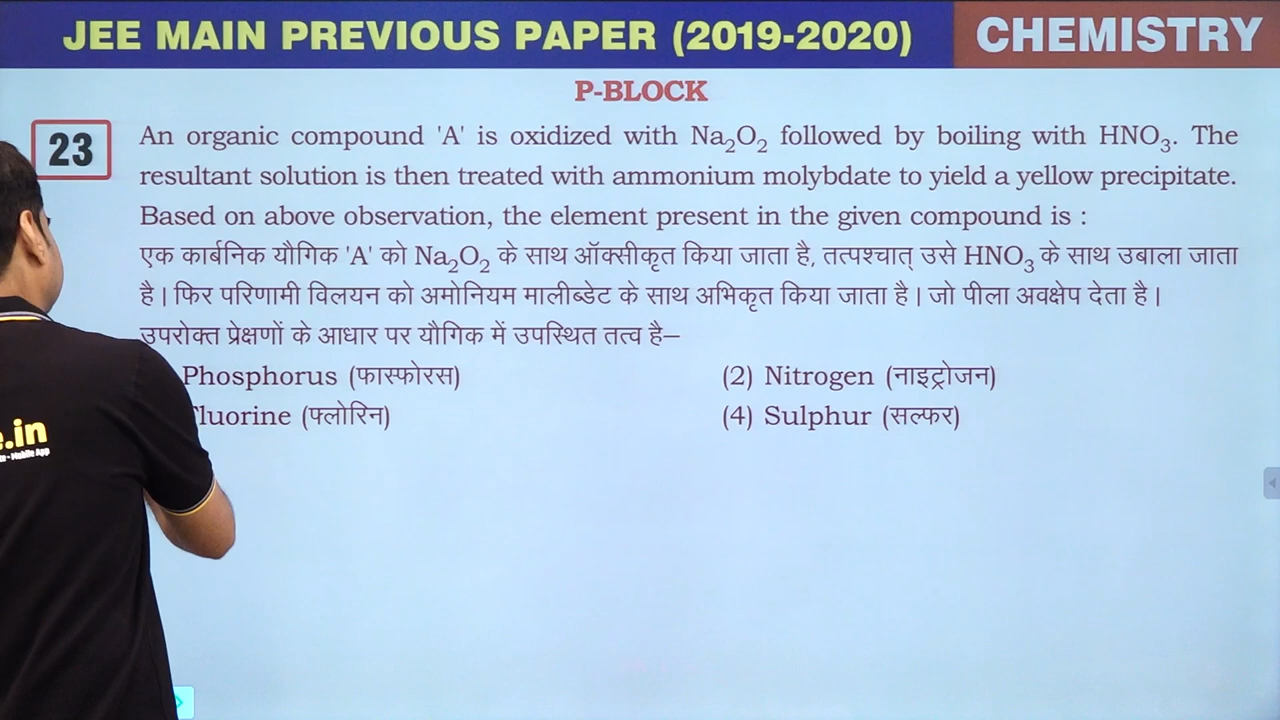 JEE MAIN PREVIOUS PAPER (2019-2020) CHEMISTRY
P-BLOCK
23 An organic compound 'A' is oxidized with Na₂O₂ followed by boiling with HNO₃. The
resultant solution is then treated with ammonium molybdate to yield a yellow precipitate.
Based on above observation, the element present in the given compound is :
एक कार्बनिक यौगिक 'A' को Na₂O₂ के साथ ऑक्सीकृत किया जाता है, तत्पश्चात् उसे HNO₃ के साथ उबाला जाता
है। फिर परिणामी विलयन को अमोनियम मालीब्डेट के साथ अभिकृत किया जाता है। जो पीला अवक्षेप देता है।
उपरोक्त प्रेक्षणों के आधार पर यौगिक में उपस्थित तत्व है–
Phosphorus (फास्फोरस) (2) Nitrogen (नाइट्रोजन)
luorine (फ्लोरिन) (4) Sulphur (सल्फर)
e.in
Mobile App